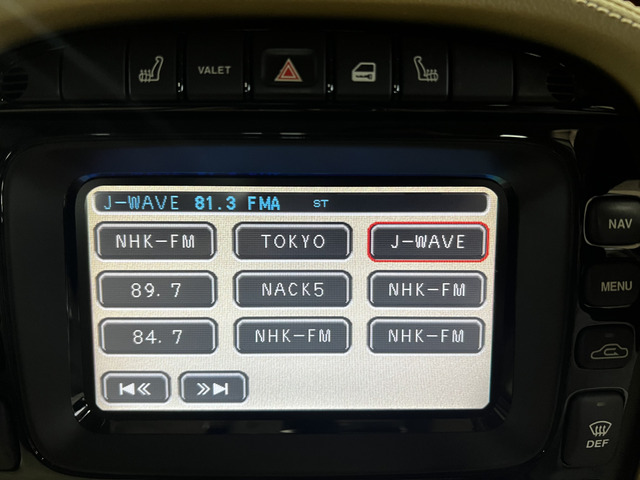 VALET
J-WAVE 81.3 FMA ST
NHK-FM TOKYO J-WAVE
89.7 NACK5 NHK-FM
84.7 NHK-FM NHK-FM
NAV
MENU
DEF